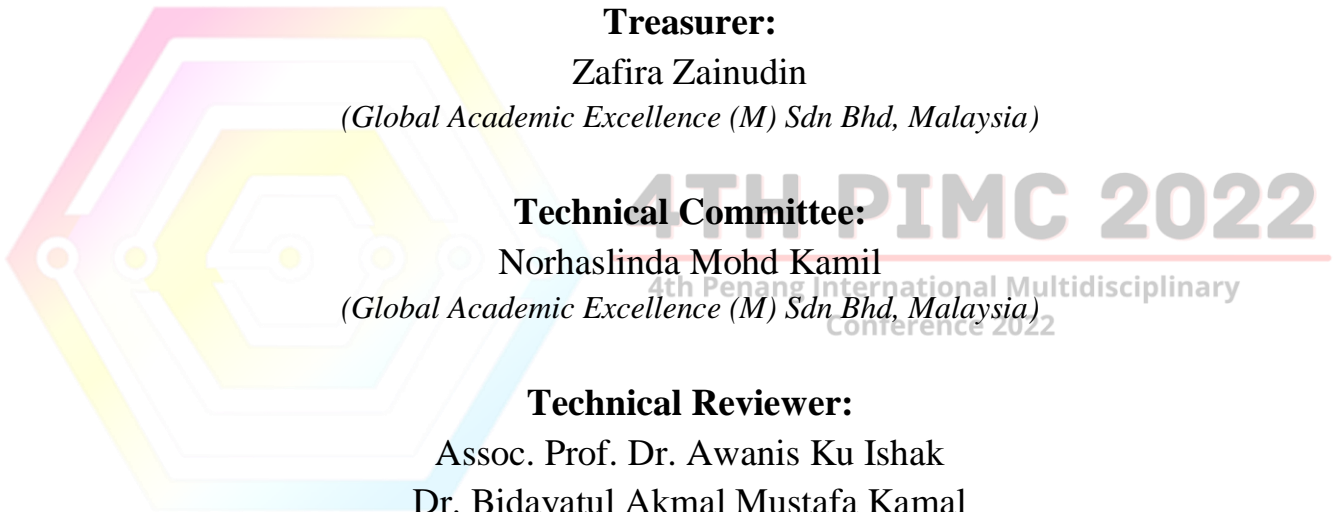 Treasurer:
Zafira Zainudin
(Global Academic Excellence (M) Sdn Bhd, Malaysia)
4TH PIMC 2022
Technical Committee:
Norhaslinda Mohd Kamil
4th Penang International Multidisciplinary
Conference 2022
(Global Academic Excellence (M) Sdn Bhd, Malaysia)
Technical Reviewer:
Assoc. Prof. Dr. Awanis Ku Ishak
Dr. Bidayatul Akmal Mustafa Kamal